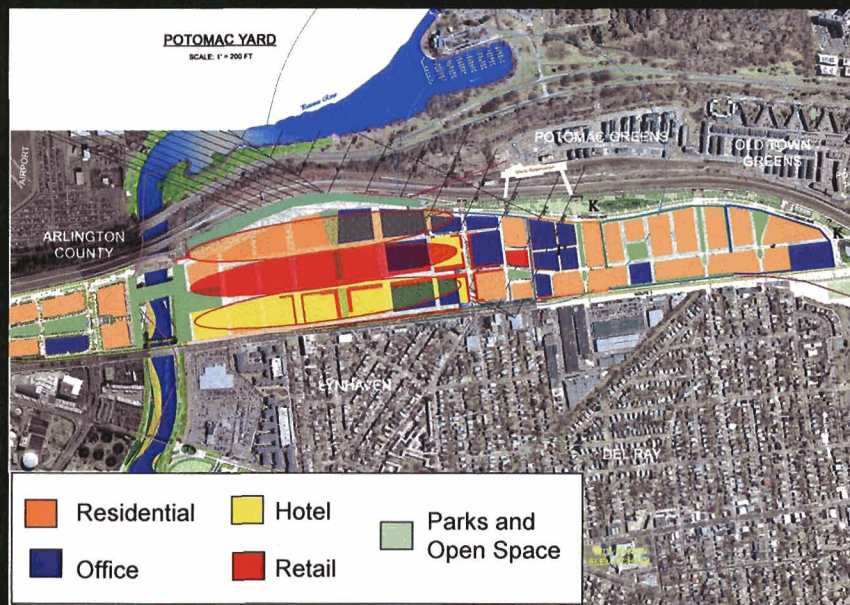 POTOMAC YARD
SCALE: 1" = 200 FT
POTOMAC GREENS
OLD TOWN
GREENS
AIRPORT
K
ARLINGTON
COUNTY
K
LYNHAVEN
DEL RAY
Residential
Hotel
Parks and
Open Space
Office
Retail